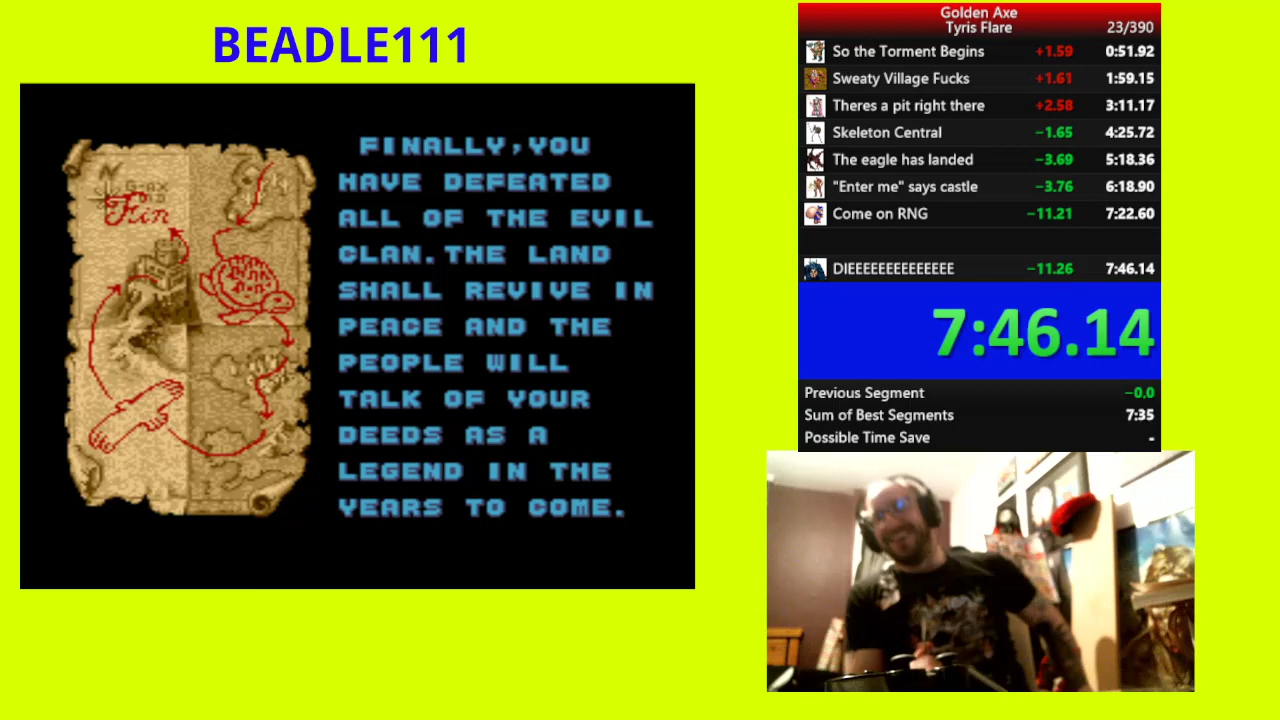 BEADLE111
FINALLY,YOU
HAVE DEFEATED
ALL OF THE EVIL
CLAN.THE LAND
SHALL REVIVE IN
PEACE AND THE
PEOPLE WILL
TALK OF YOUR
DEEDS AS A
LEGEND IN THE
YEARS TO COME.
Fin
Golden Axe
Tyris Flare 23/390
So the Torment Begins +1.59 0:51.92
Sweaty Village Fucks +1.61 1:59.15
Theres a pit right there +2.58 3:11.17
Skeleton Central −1.65 4:25.72
The eagle has landed −3.69 5:18.36
"Enter me" says castle −3.76 6:18.90
Come on RNG −11.21 7:22.60
DIEEEEEEEEEEEEEE −11.26 7:46.14
7:46.14
Previous Segment −0.0
Sum of Best Segments 7:35
Possible Time Save -